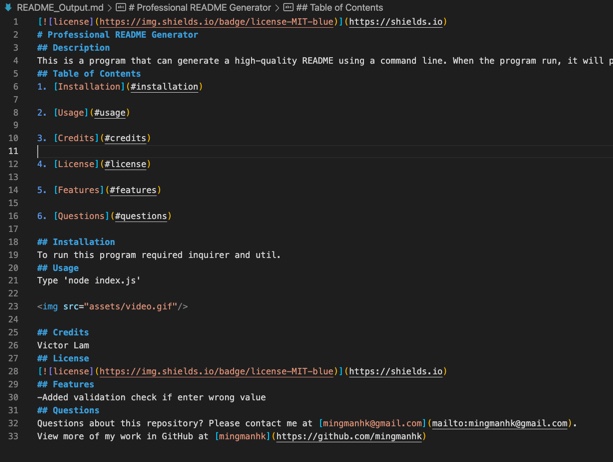 README_Output.md > # Professional README Generator > ## Table of Contents
1 [![license](https://img.shields.io/badge/license-MIT-blue)](https://shields.io)
2 # Professional README Generator
3 ## Description
4 This is a program that can generate a high-quality README using a command line. When the program run, it will p
5 ## Table of Contents
6 1. [Installation](#installation)
7
8 2. [Usage](#usage)
9
10 3. [Credits](#credits)
11
12 4. [License](#license)
13
14 5. [Features](#features)
15
16 6. [Questions](#questions)
17
18 ## Installation
19 To run this program required inquirer and util.
20 ## Usage
21 Type 'node index.js'
22
23 <img src="assets/video.gif"/>
24
25 ## Credits
26 Victor Lam
27 ## License
28 [![license](https://img.shields.io/badge/license-MIT-blue)](https://shields.io)
29 ## Features
30 -Added validation check if enter wrong value
31 ## Questions
32 Questions about this repository? Please contact me at [mingmanhk@gmail.com](mailto:mingmanhk@gmail.com).
33 View more of my work in GitHub at [mingmanhk](https://github.com/mingmanhk)